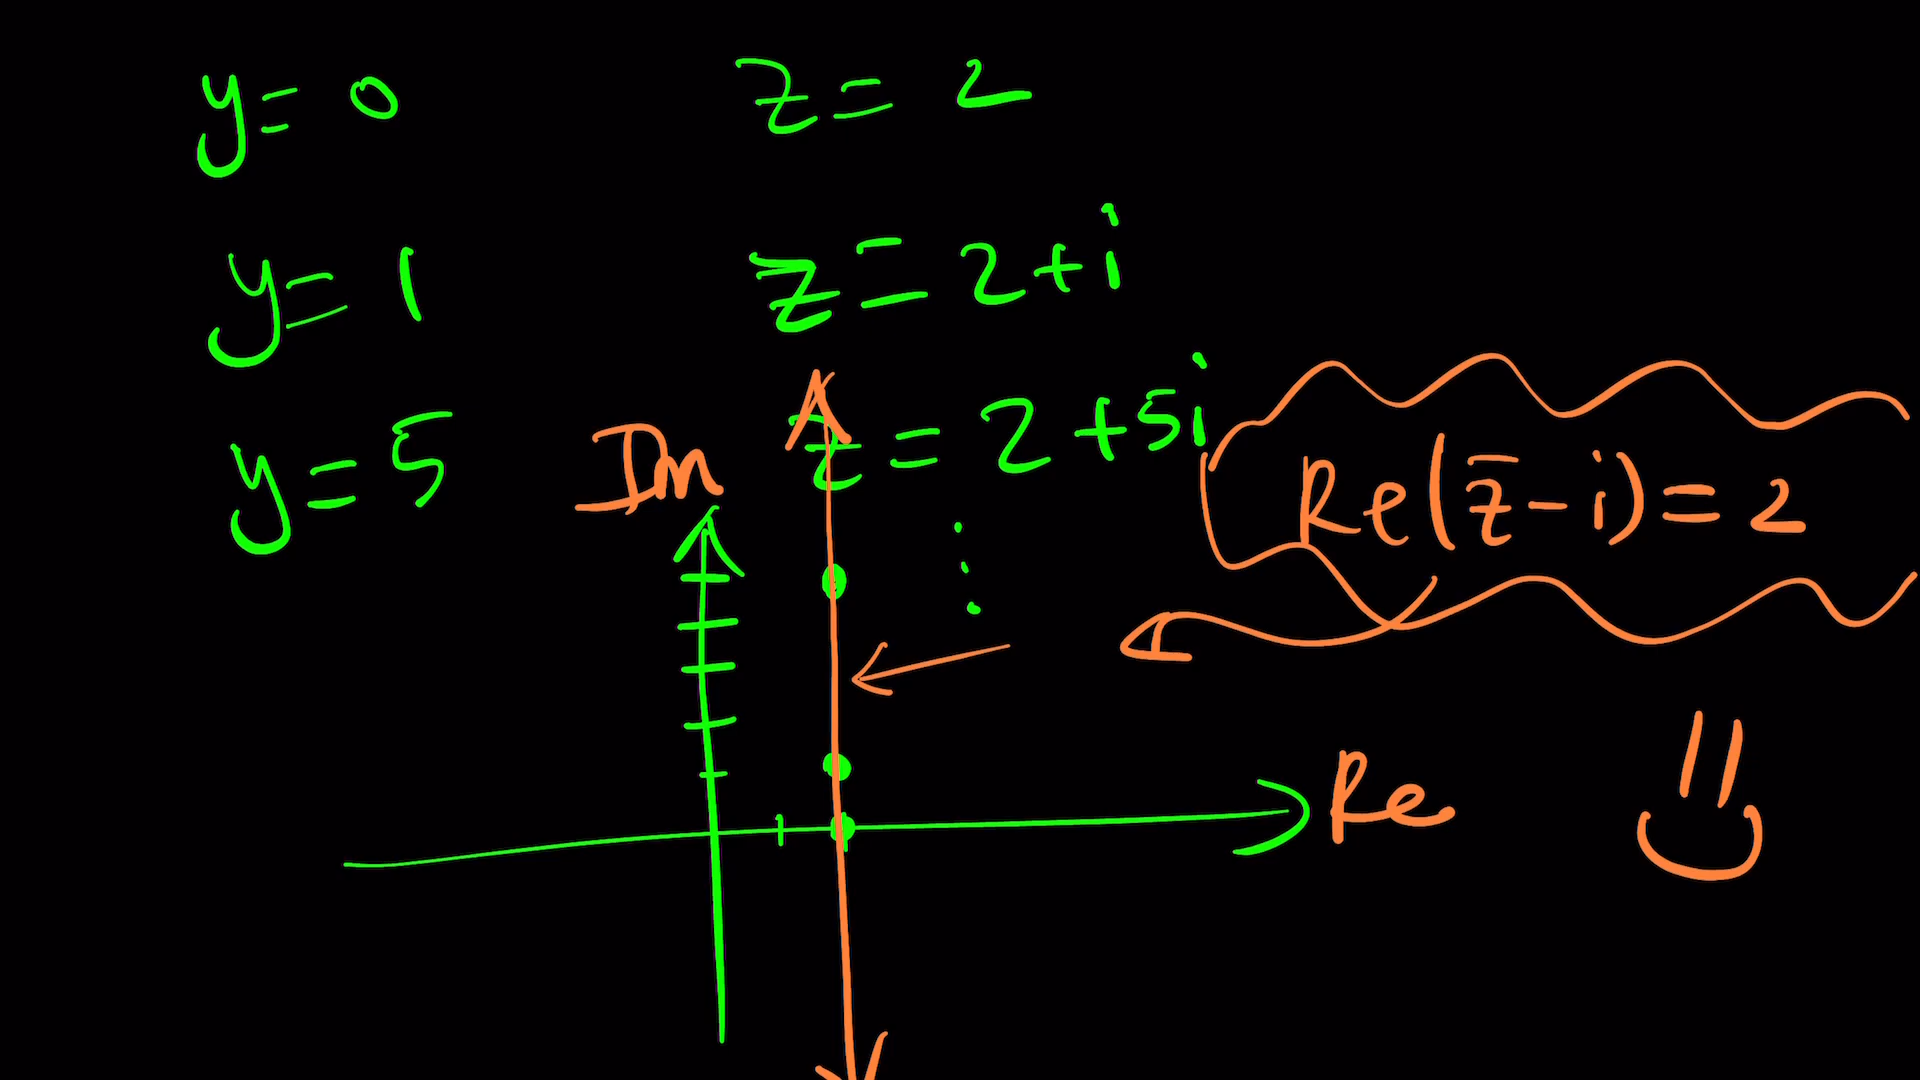 y = 0 z = 2
y = 1 z = 2 + i
y = 5 z = 2 + 5i
Im
Re(z̅ - i) = 2
Re